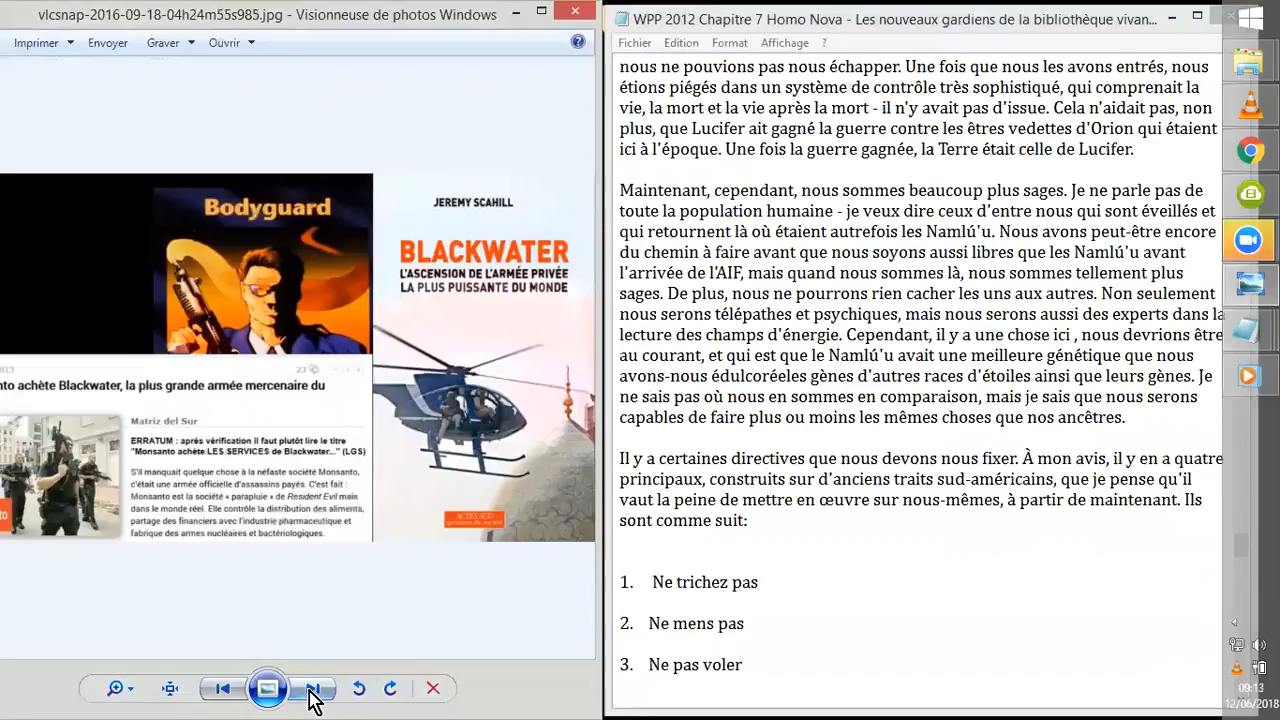 vlcsnap-2016-09-18-04h24m55s985.jpg - Visionneuse de photos Windows
Imprimer
Envoyer
Graver
Ouvrir
Bodyguard
JEREMY SCAHILL
BLACKWATER
L'ASCENSION DE L'ARMÉE PRIVÉE
LA PLUS PUISSANTE DU MONDE
anto achète Blackwater, la plus grande armée mercenaire du
Matriz del Sur
ERRATUM : après vérification il faut plutôt lire le titre
"Monsanto achète LES SERVICES de Blackwater..." (LGS)
S'il manquait quelque chose à la néfaste société Monsanto,
c'était une armée officielle d'assassins payés. C'est fait :
Monsanto est la société « parapluie » de Resident Evil mais
dans le monde réel. Elle contrôle la distribution des aliments,
partage des financiers avec l'industrie pharmaceutique et
fabrique des armes nucléaires et bactériologiques.
ACTES SUD
WPP 2012 Chapitre 7 Homo Nova - Les nouveaux gardiens de la bibliothèque vivan...
Fichier Edition Format Affichage ?
nous ne pouvions pas nous échapper. Une fois que nous les avons entrés, nous
étions piégés dans un système de contrôle très sophistiqué, qui comprenait la
vie, la mort et la vie après la mort - il n'y avait pas d'issue. Cela n'aidait pas, non
plus, que Lucifer ait gagné la guerre contre les êtres vedettes d'Orion qui étaient
ici à l'époque. Une fois la guerre gagnée, la Terre était celle de Lucifer.
Maintenant, cependant, nous sommes beaucoup plus sages. Je ne parle pas de
toute la population humaine - je veux dire ceux d'entre nous qui sont éveillés et
qui retournent là où étaient autrefois les Namlú'u. Nous avons peut-être encore
du chemin à faire avant que nous soyons aussi libres que les Namlú'u avant
l'arrivée de l'AIF, mais quand nous sommes là, nous sommes tellement plus
sages. De plus, nous ne pourrons rien cacher les uns aux autres. Non seulement
nous serons télépathes et psychiques, mais nous serons aussi des experts dans la
lecture des champs d'énergie. Cependant, il y a une chose ici , nous devrions être
au courant, et qui est que le Namlú'u avait une meilleure génétique que nous
avons-nous édulcoréeles gènes d'autres races d'étoiles ainsi que leurs gènes. Je
ne sais pas où nous en sommes en comparaison, mais je sais que nous serons
capables de faire plus ou moins les mêmes choses que nos ancêtres.
Il y a certaines directives que nous devons nous fixer. À mon avis, il y en a quatre
principaux, construits sur d'anciens traits sud-américains, que je pense qu'il
vaut la peine de mettre en œuvre sur nous-mêmes, à partir de maintenant. Ils
sont comme suit:
1. Ne trichez pas
2. Ne mens pas
3. Ne pas voler
09:13
12/06/2018